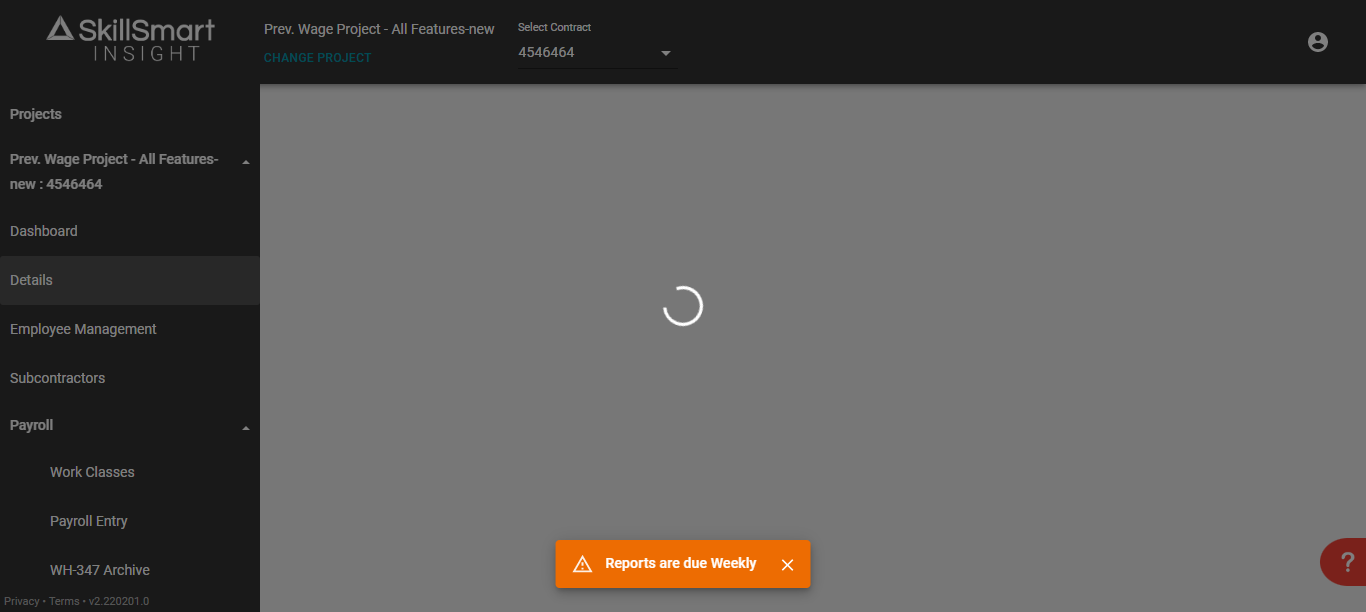 SkillSmart
INSIGHT
Prev. Wage Project - All Features-new
CHANGE PROJECT
Select Contract
4546464
Projects
Prev. Wage Project - All Features-
new : 4546464
Dashboard
Details
Employee Management
Subcontractors
Payroll
Work Classes
Payroll Entry
WH-347 Archive
Privacy • Terms • v2.220201.0
Reports are due Weekly
?